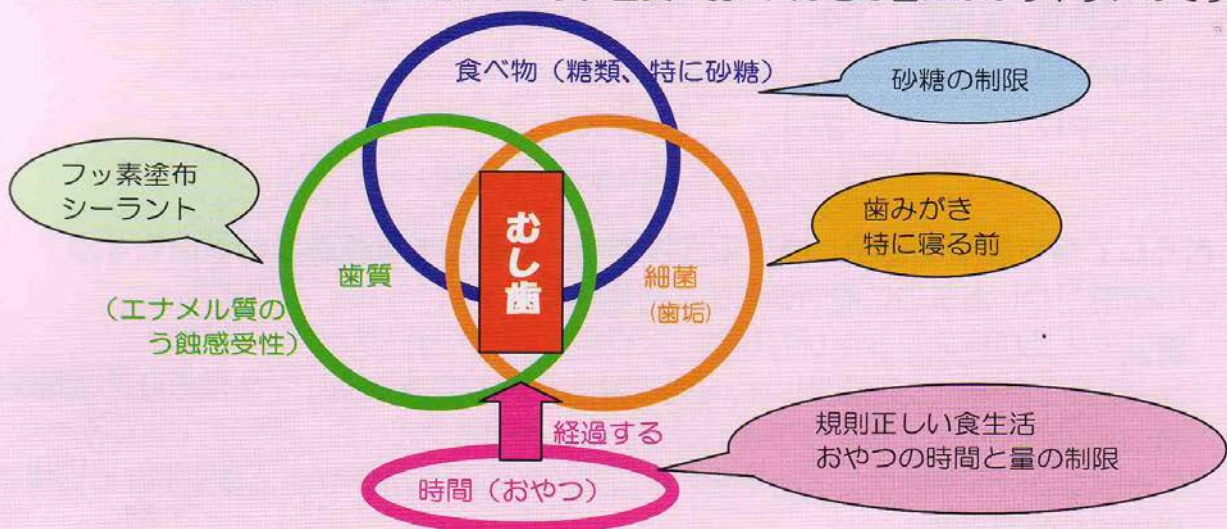 食べ物（糖類、特に砂糖）
砂糖の制限
フッ素塗布
シーラント
むし歯
歯みがき
特に寝る前
歯質
細菌
（歯垢）
（エナメル質の
う蝕感受性）
経過する
規則正しい食生活
おやつの時間と量の制限
時間（おやつ）